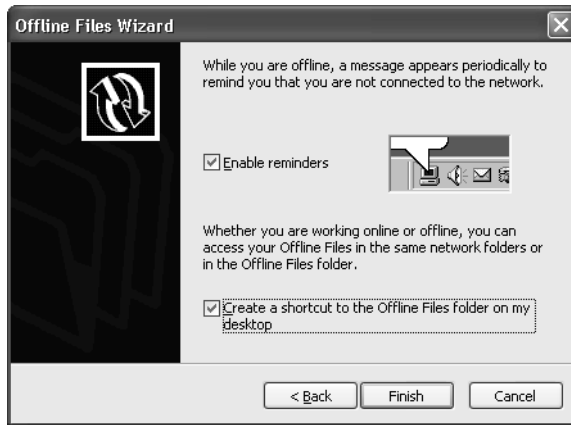 Offline Files Wizard
While you are offline, a message appears periodically to
remind you that you are not connected to the network.
Enable reminders
Whether you are working online or offline, you can
access your Offline Files in the same network folders or
in the Offline Files folder.
Create a shortcut to the Offline Files folder on my
desktop
< Back Finish Cancel